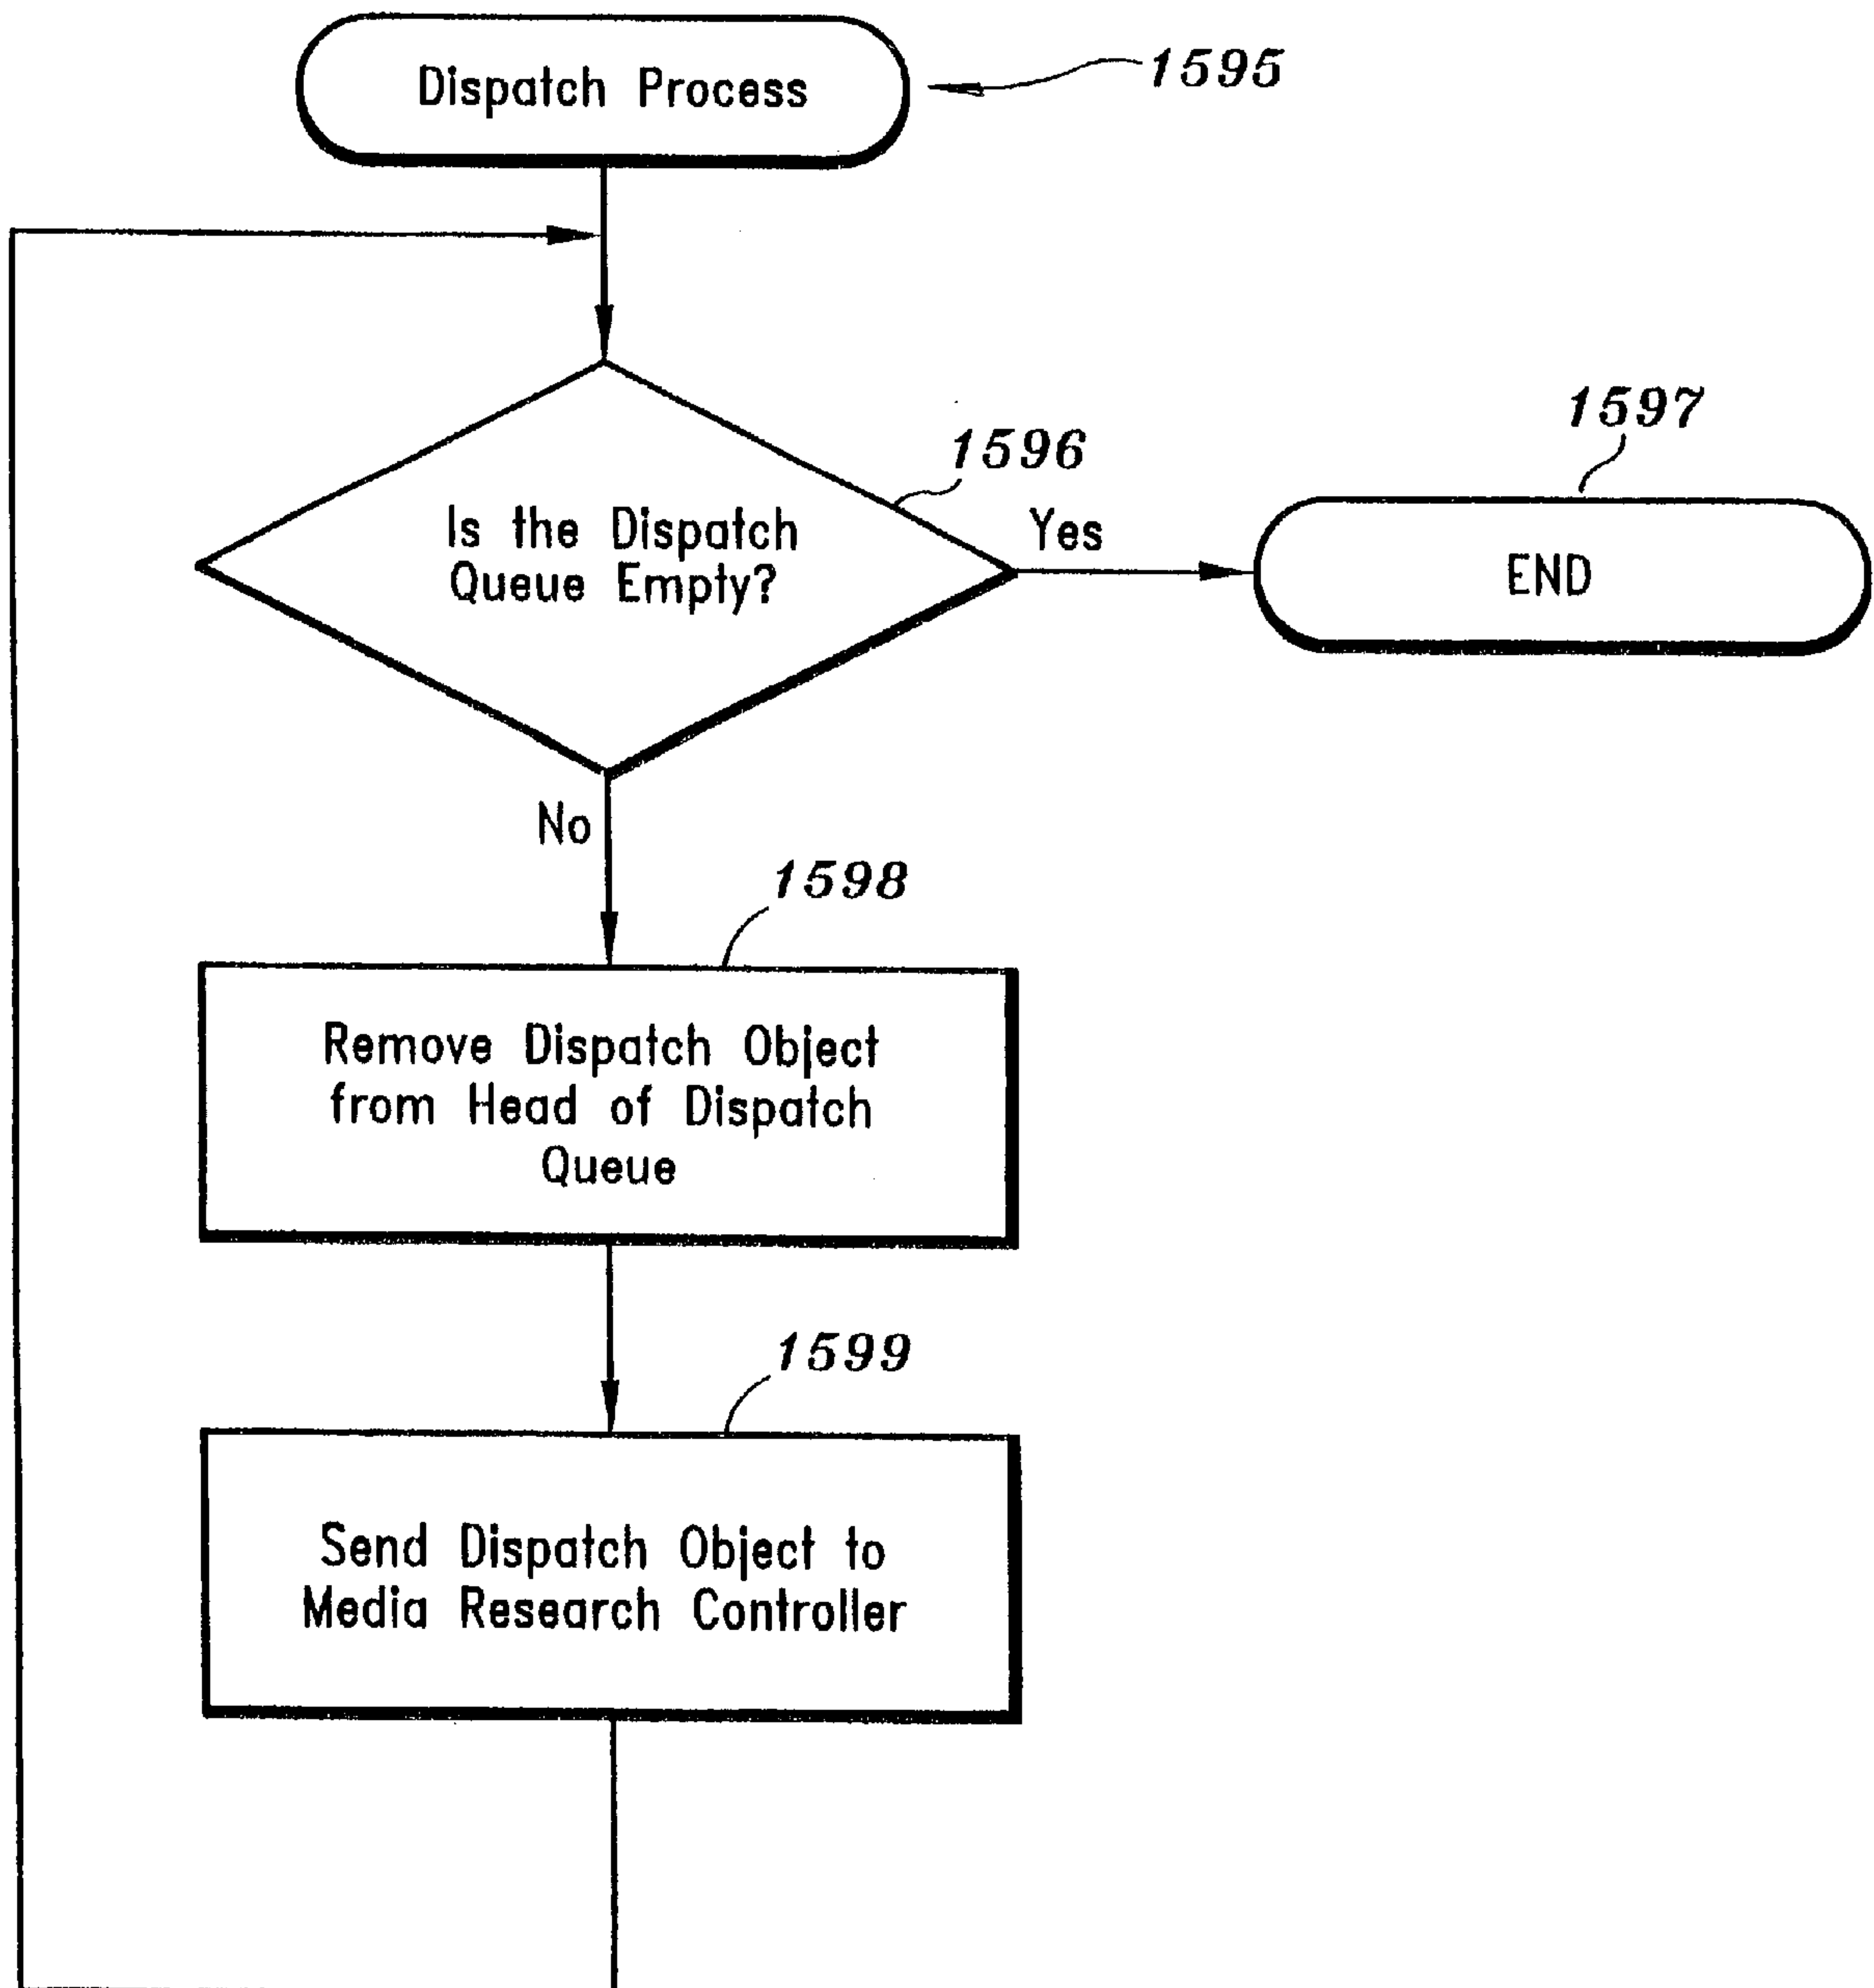 Dispatch Process
1595
1596
1597
Is the Dispatch
Queue Empty?
Yes
END
No
1598
Remove Dispatch Object
from Head of Dispatch
Queue
1599
Send Dispatch Object to
Media Research Controller